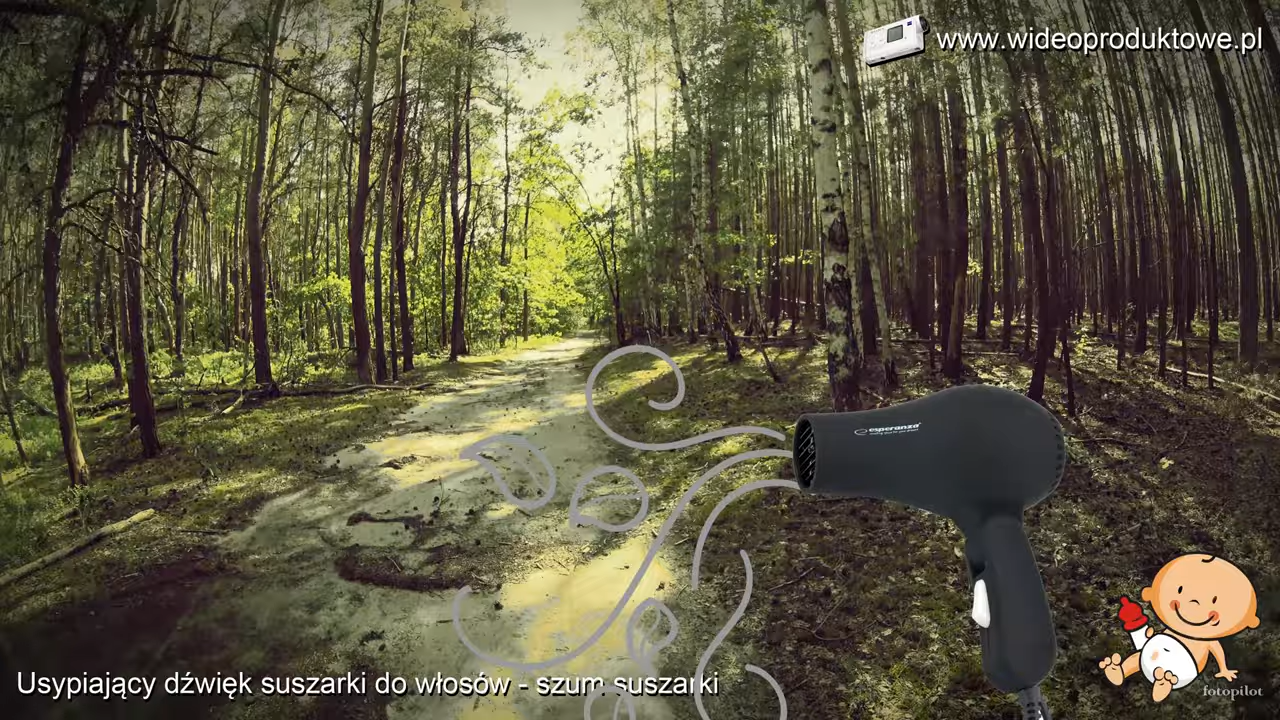 www.wideoproduktowe.pl
esperanza
Usypiający dźwięk suszarki do włosów - szum suszarki
fotopilot